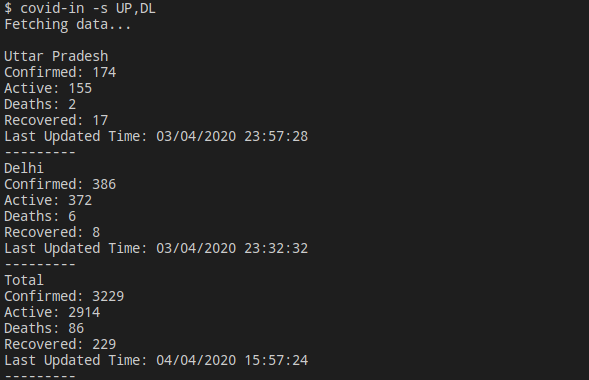 $ covid-in -s UP,DL
Fetching data...
Uttar Pradesh
Confirmed: 174
Active: 155
Deaths: 2
Recovered: 17
Last Updated Time: 03/04/2020 23:57:28
---------
Delhi
Confirmed: 386
Active: 372
Deaths: 6
Recovered: 8
Last Updated Time: 03/04/2020 23:32:32
---------
Total
Confirmed: 3229
Active: 2914
Deaths: 86
Recovered: 229
Last Updated Time: 04/04/2020 15:57:24
---------